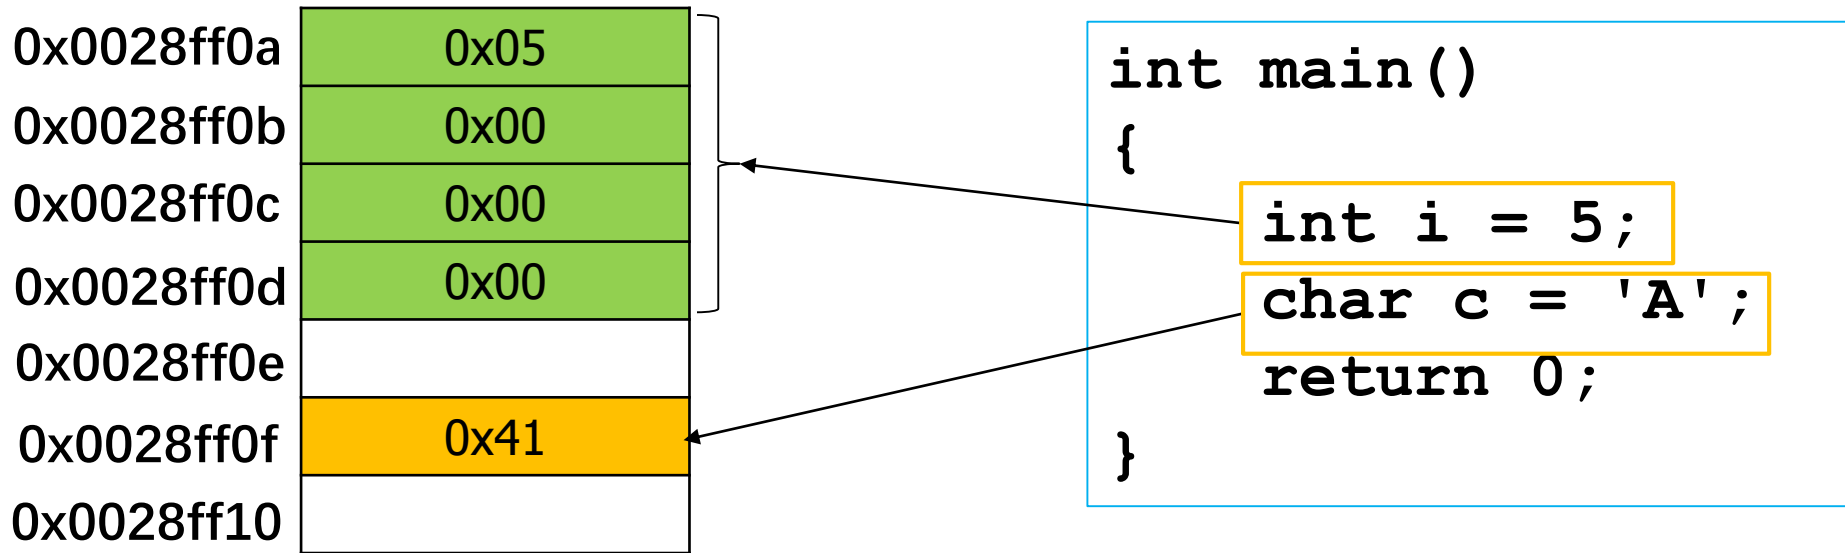 0x0028ff0a 0x05
0x0028ff0b 0x00
0x0028ff0c 0x00
0x0028ff0d 0x00
0x0028ff0e
0x0028ff0f 0x41
0x0028ff10
int main()
{
int i = 5;
char c = 'A';
return 0;
}